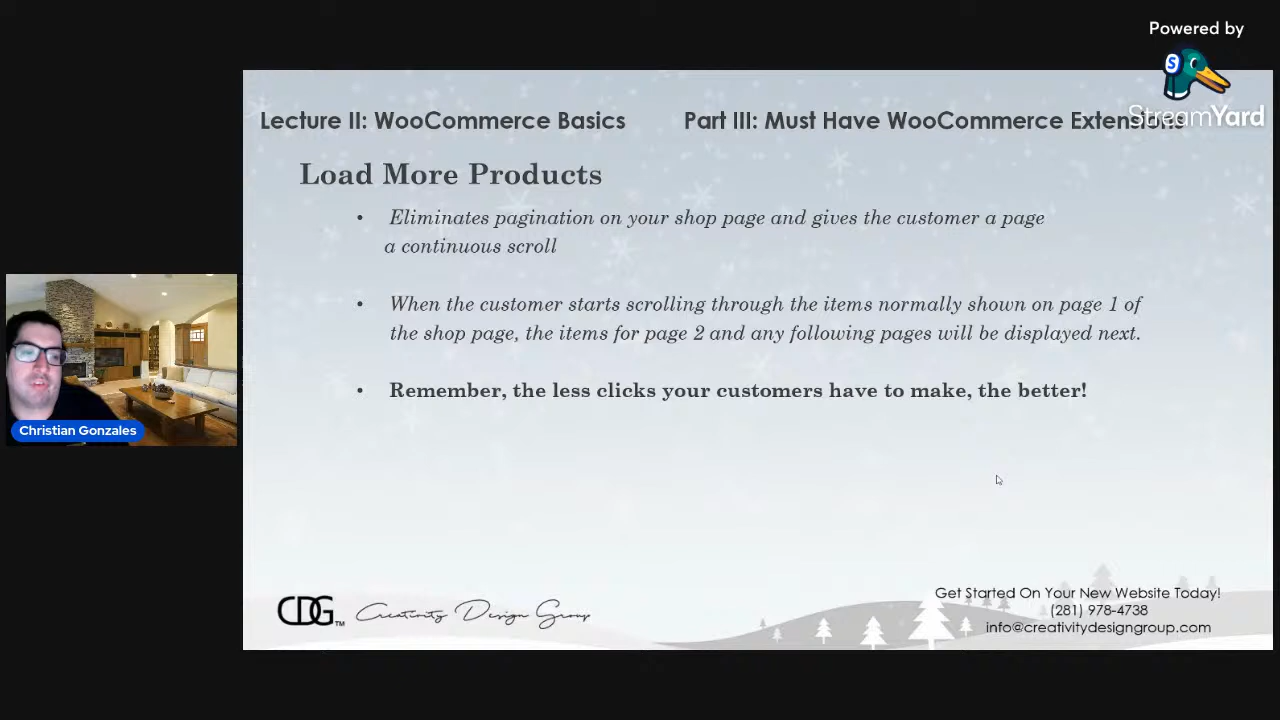 Powered by
S
StreamYard
Lecture II: WooCommerce Basics
Part III: Must Have WooCommerce Extensions
Load More Products
• Eliminates pagination on your shop page and gives the customer a page
a continuous scroll
• When the customer starts scrolling through the items normally shown on page 1 of
the shop page, the items for page 2 and any following pages will be displayed next.
• Remember, the less clicks your customers have to make, the better!
Christian Gonzales
CDG™ Creativity Design Group
Get Started On Your New Website Today!
(281) 978-4738
info@creativitydesigngroup.com